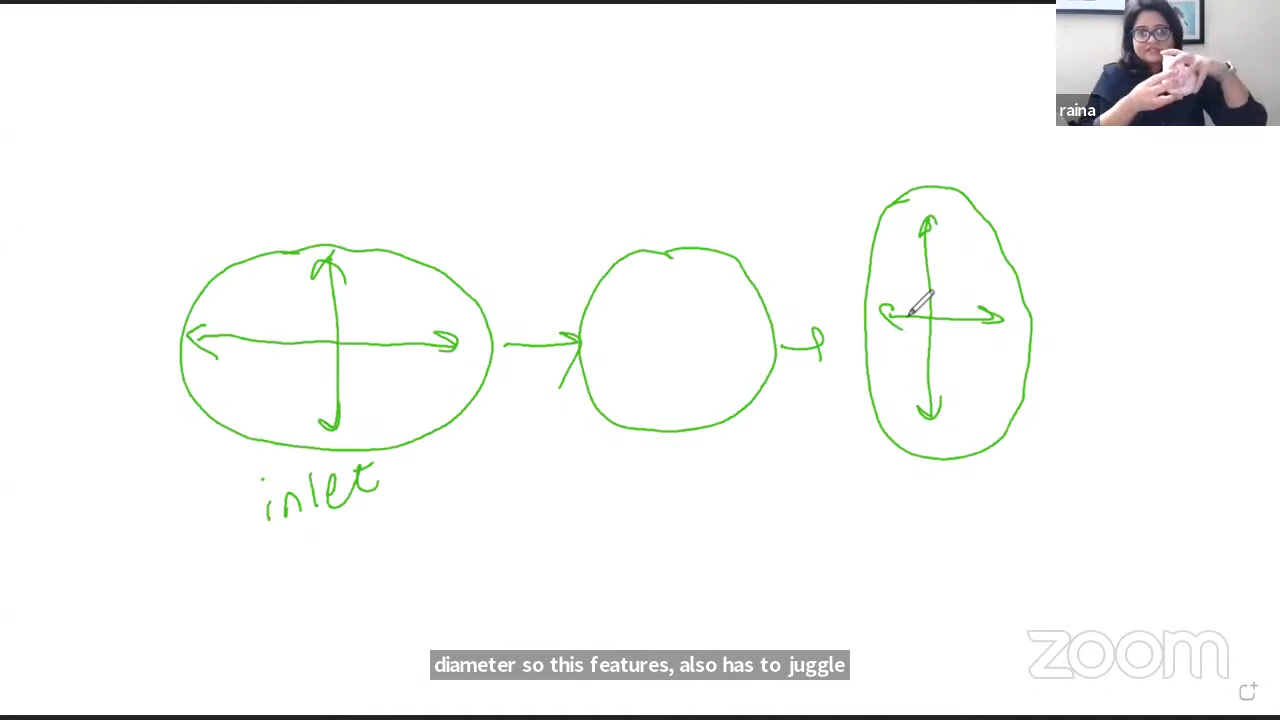 raina
inlet
diameter so this features, also has to juggle
zoom